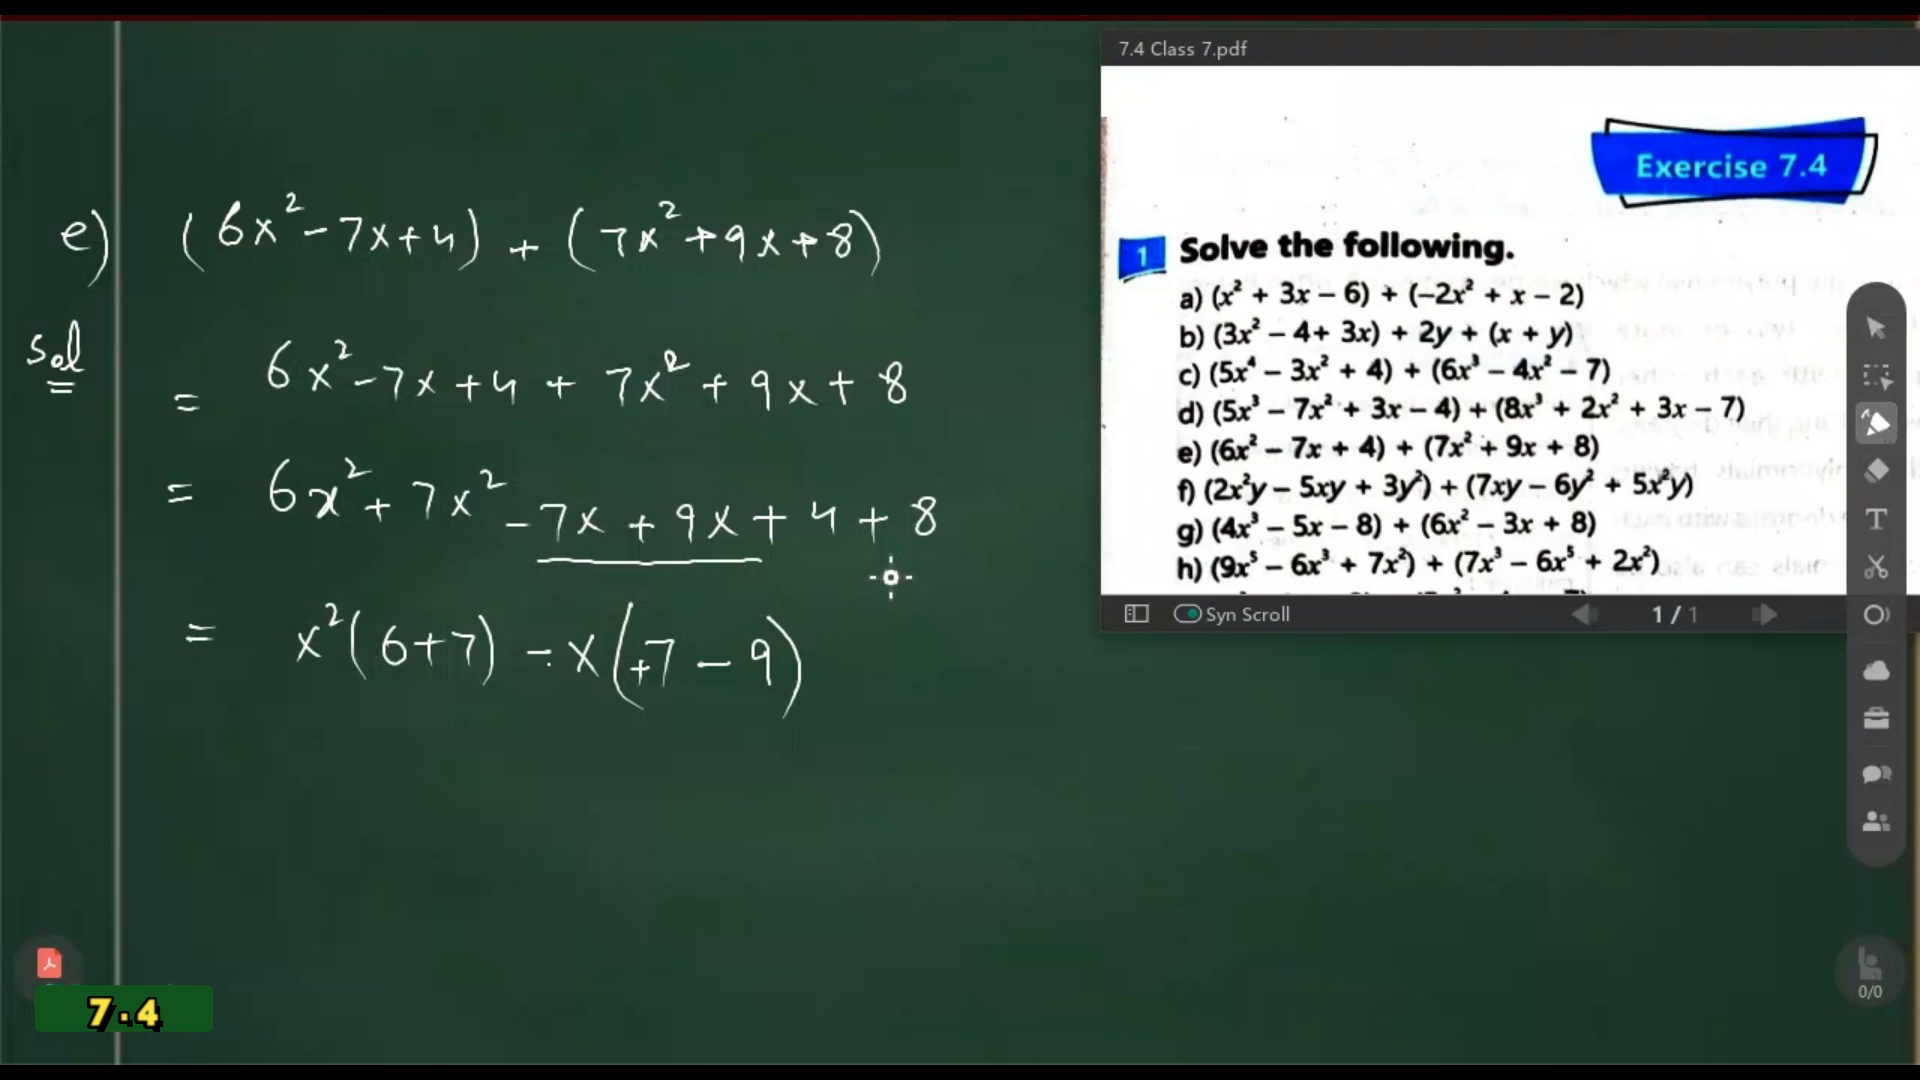 e) (6x² - 7x + 4) + (7x² + 9x + 8)
Sol
= 6x² - 7x + 4 + 7x² + 9x + 8
= 6x² + 7x² - 7x + 9x + 4 + 8
= x²(6+7) - x(+7 - 9)
7.4
7.4 Class 7.pdf
Exercise 7.4
1 Solve the following.
a) (x² + 3x – 6) + (–2x² + x – 2)
b) (3x² – 4+ 3x) + 2y + (x + y)
c) (5x⁴ – 3x² + 4) + (6x³ – 4x² – 7)
d) (5x³ – 7x² + 3x – 4) + (8x³ + 2x² + 3x – 7)
e) (6x² – 7x + 4) + (7x² + 9x + 8)
f) (2x²y – 5xy + 3y²) + (7xy – 6y² + 5x²y)
g) (4x³ – 5x – 8) + (6x² – 3x + 8)
h) (9x⁵ – 6x³ + 7x²) + (7x³ – 6x⁵ + 2x²)
Syn Scroll
1 / 1
T
0/0